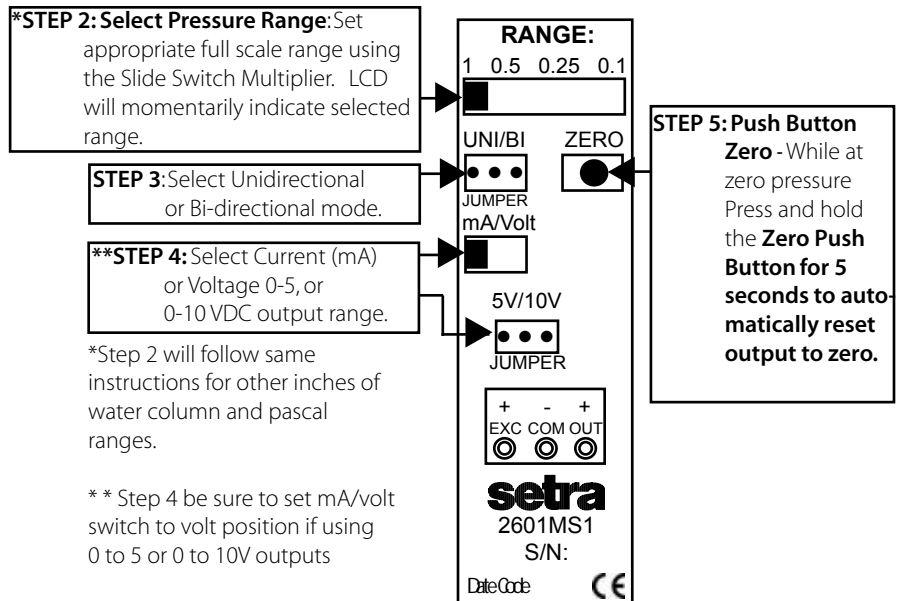 *STEP 2: Select Pressure Range: Set
appropriate full scale range using
the Slide Switch Multiplier. LCD
will momentarily indicate selected
range.
STEP 3: Select Unidirectional
or Bi-directional mode.
**STEP 4: Select Current (mA)
or Voltage 0-5, or
0-10 VDC output range.
*Step 2 will follow same
instructions for other inches of
water column and pascal
ranges.
* * Step 4 be sure to set mA/volt
switch to volt position if using
0 to 5 or 0 to 10V outputs
RANGE:
1 0.5 0.25 0.1
UNI/BI ZERO
JUMPER
mA/Volt
5V/10V
JUMPER
+ - +
EXC COM OUT
setra
2601MS1
S/N:
Date Code CE
STEP 5: Push Button
Zero - While at
zero pressure
Press and hold
the Zero Push
Button for 5
seconds to auto-
matically reset
output to zero.